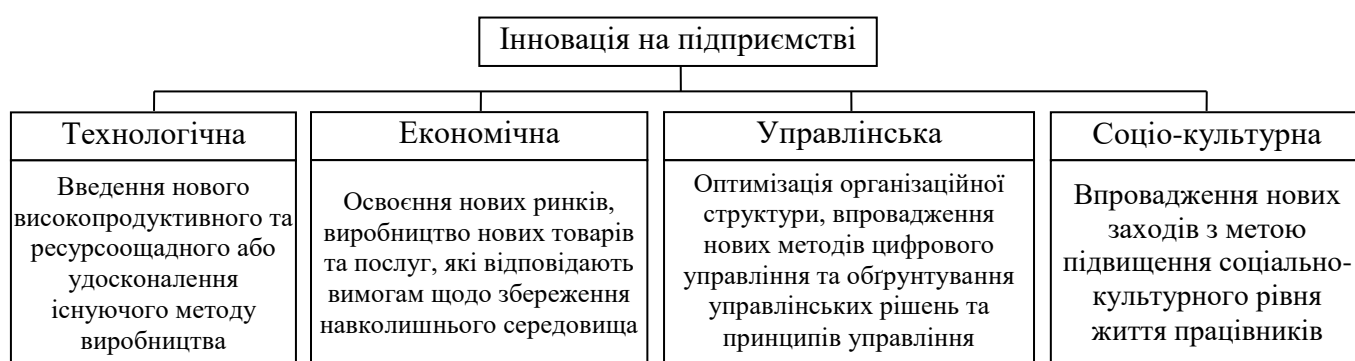 Інновація на підприємстві
Технологічна
Введення нового
високопродуктивного та
ресурсоощадного або
удосконалення
існуючого методу
виробництва
Економічна
Освоєння нових ринків,
виробництво нових товарів
та послуг, які відповідають
вимогам щодо збереження
навколишнього середовища
Управлінська
Оптимізація організаційної
структури, впровадження
нових методів цифрового
управління та обґрунтування
управлінських рішень та
принципів управління
Соціо-культурна
Впровадження нових
заходів з метою
підвищення соціально-
культурного рівня
життя працівників